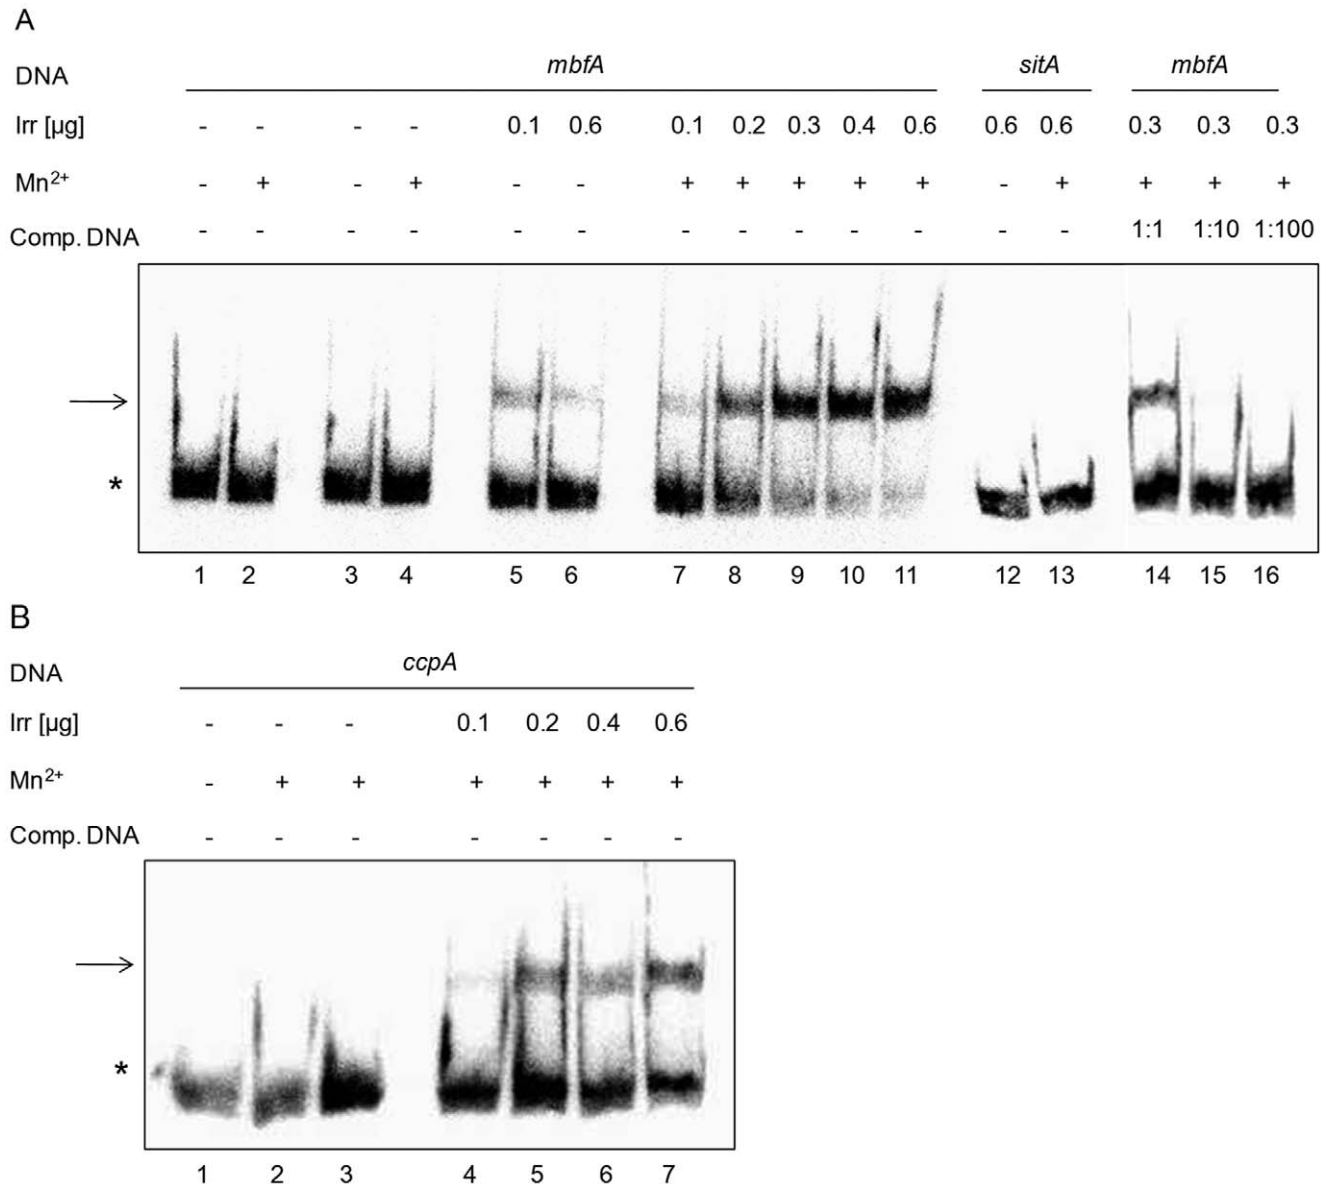 A
DNA mbfA sitA mbfA
Irr [µg] - - - - 0.1 0.6 0.1 0.2 0.3 0.4 0.6 0.6 0.6 0.3 0.3 0.3
Mn²⁺ - + - + - - + + + + + - + + + +
Comp. DNA - - - - - - - - - - - - - 1:1 1:10 1:100
*
1 2 3 4 5 6 7 8 9 10 11 12 13 14 15 16
B
DNA ccpA
Irr [µg] - - - 0.1 0.2 0.4 0.6
Mn²⁺ - + + + + + +
Comp. DNA - - - - - - -
*
1 2 3 4 5 6 7